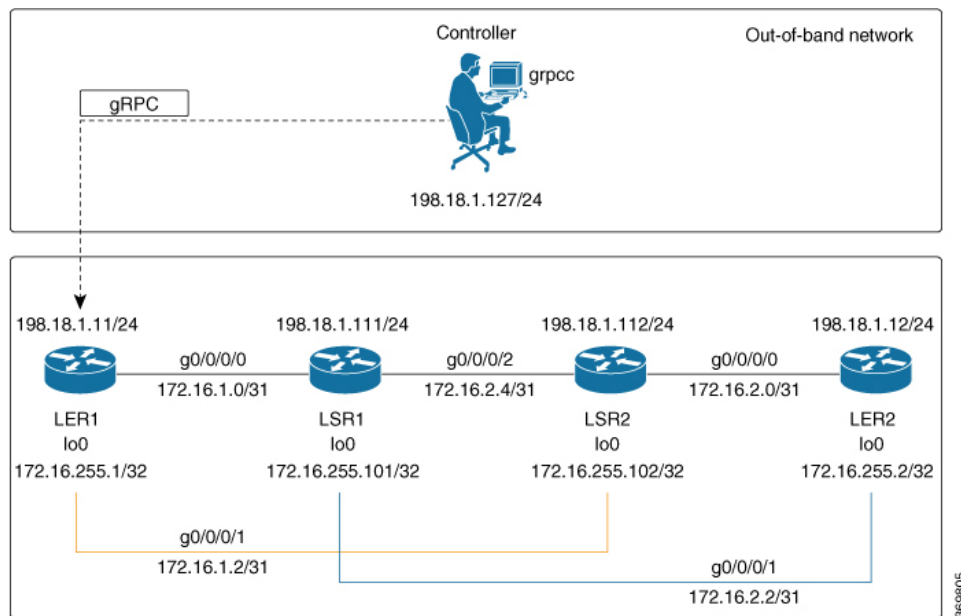 Controller
Out-of-band network
grpcc
gRPC
198.18.1.127/24
198.18.1.11/24
198.18.1.111/24
198.18.1.112/24
198.18.1.12/24
g0/0/0/0
g0/0/0/2
g0/0/0/0
172.16.1.0/31
172.16.2.4/31
172.16.2.0/31
LER1
LSR1
LSR2
LER2
lo0
lo0
lo0
lo0
172.16.255.1/32
172.16.255.101/32
172.16.255.102/32
172.16.255.2/32
g0/0/0/1
172.16.1.2/31
g0/0/0/1
172.16.2.2/31